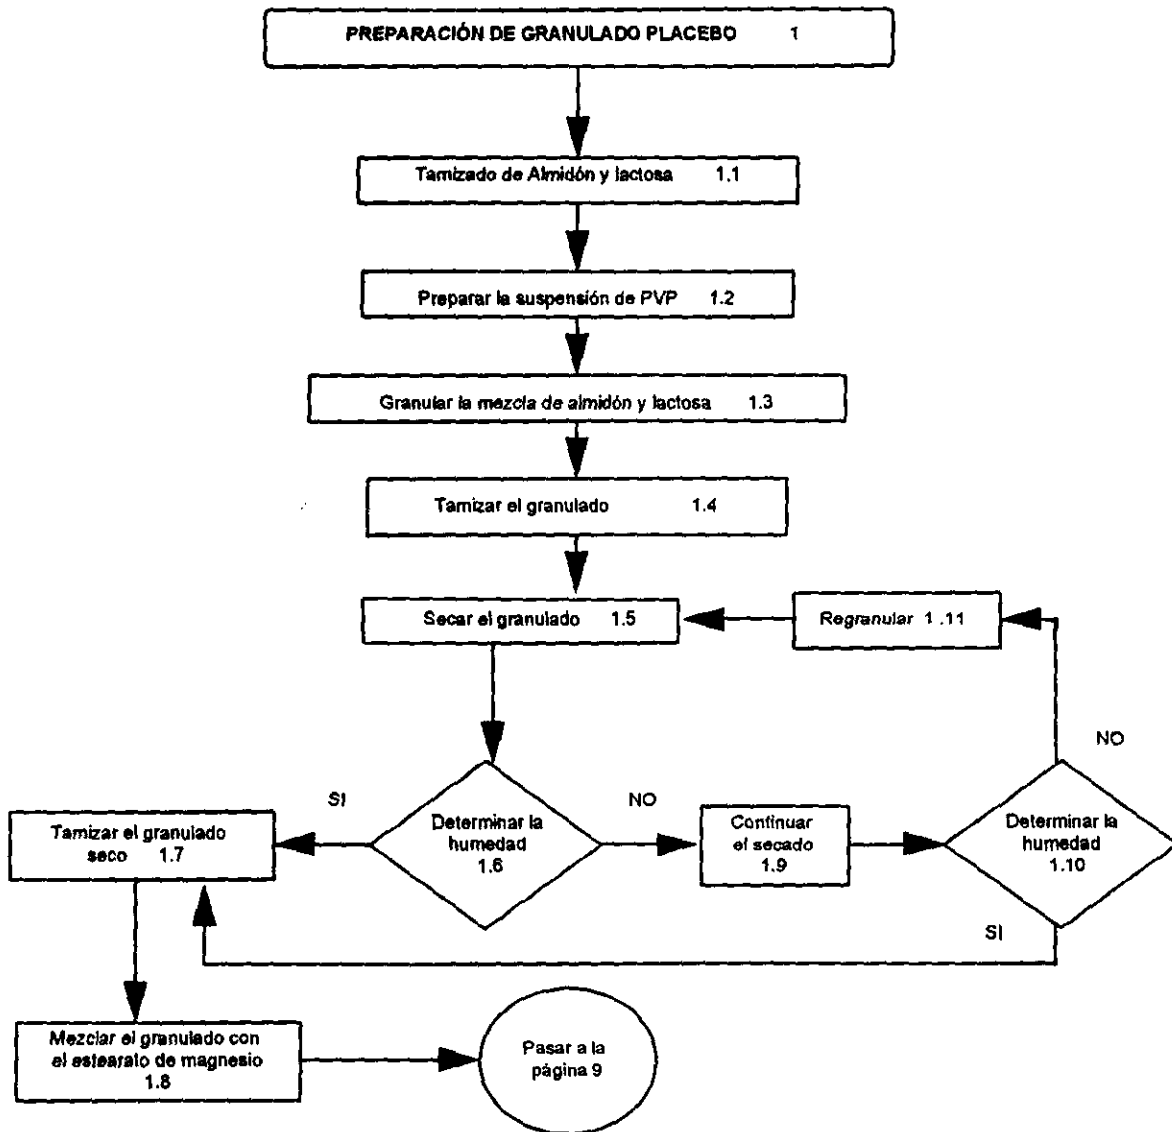 PREPARACIÓN DE GRANULADO PLACEBO 1
Tamizado de Almidón y lactosa 1.1
Preparar la suspensión de PVP 1.2
Granular la mezcla de almidón y lactosa 1.3
Tamizar el granulado 1.4
Secar el granulado 1.5
Regranular 1.11
NO
SI
NO
Tamizar el granulado
seco 1.7
Determinar la
humedad
1.6
Continuar
el secado
1.9
Determinar la
humedad
1.10
SI
Mezclar el granulado con
el estearato de magnesio
1.8
Pasar a la
página 9